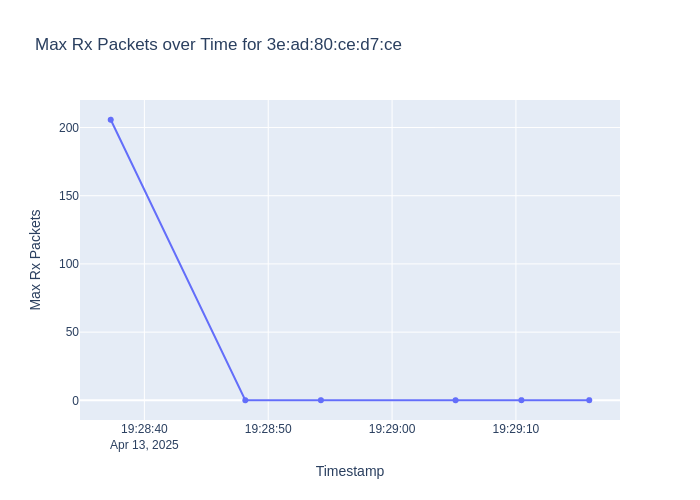 Max Rx Packets over Time for 3e:ad:80:ce:d7:ce
200
150
100
50
0
Max Rx Packets
19:28:40 19:28:50 19:29:00 19:29:10
Apr 13, 2025
Timestamp